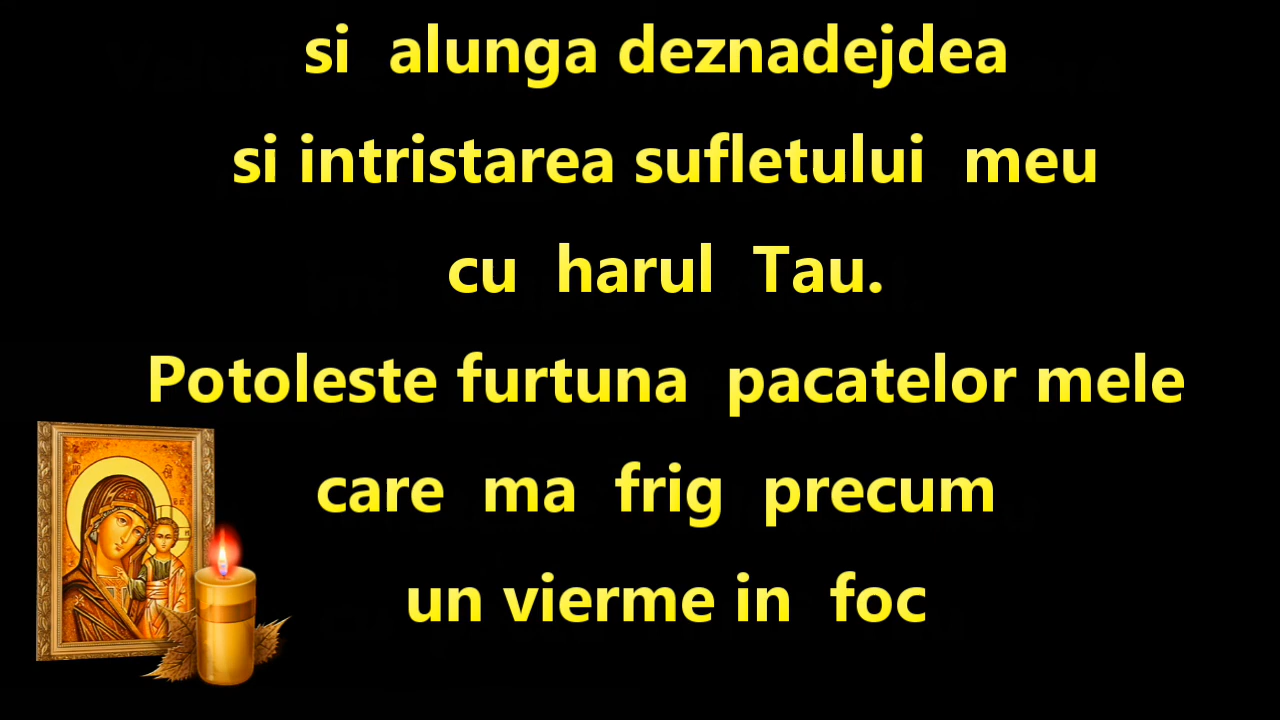 si alunga deznadejdea
si intristarea sufletului meu
cu harul Tau.
Potoleste furtuna pacatelor mele
care ma frig precum
un vierme in foc